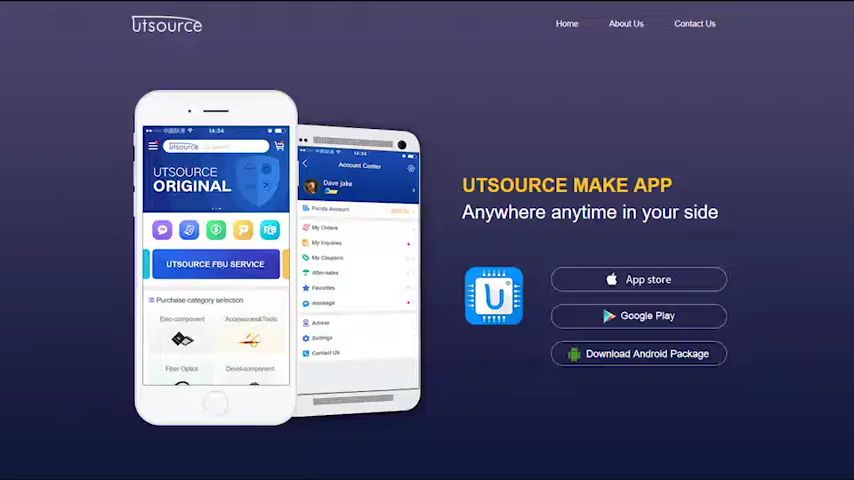 utsource
Home
About Us
Contact Us
14:34
utsource
UTSOURCE
ORIGINAL
UTSOURCE FBU SERVICE
Purchase category selection
Elec-component
Accessories&Tools
Fiber Optics
Devel-component
14:34
Account Center
Dave jake
Funds Account
My Orders
My Inquiries
My Coupons
After-sales
Favorites
message
Adress
Settings
Contact Us
UTSOURCE MAKE APP
Anywhere anytime in your side
U
App store
Google Play
Download Android Package